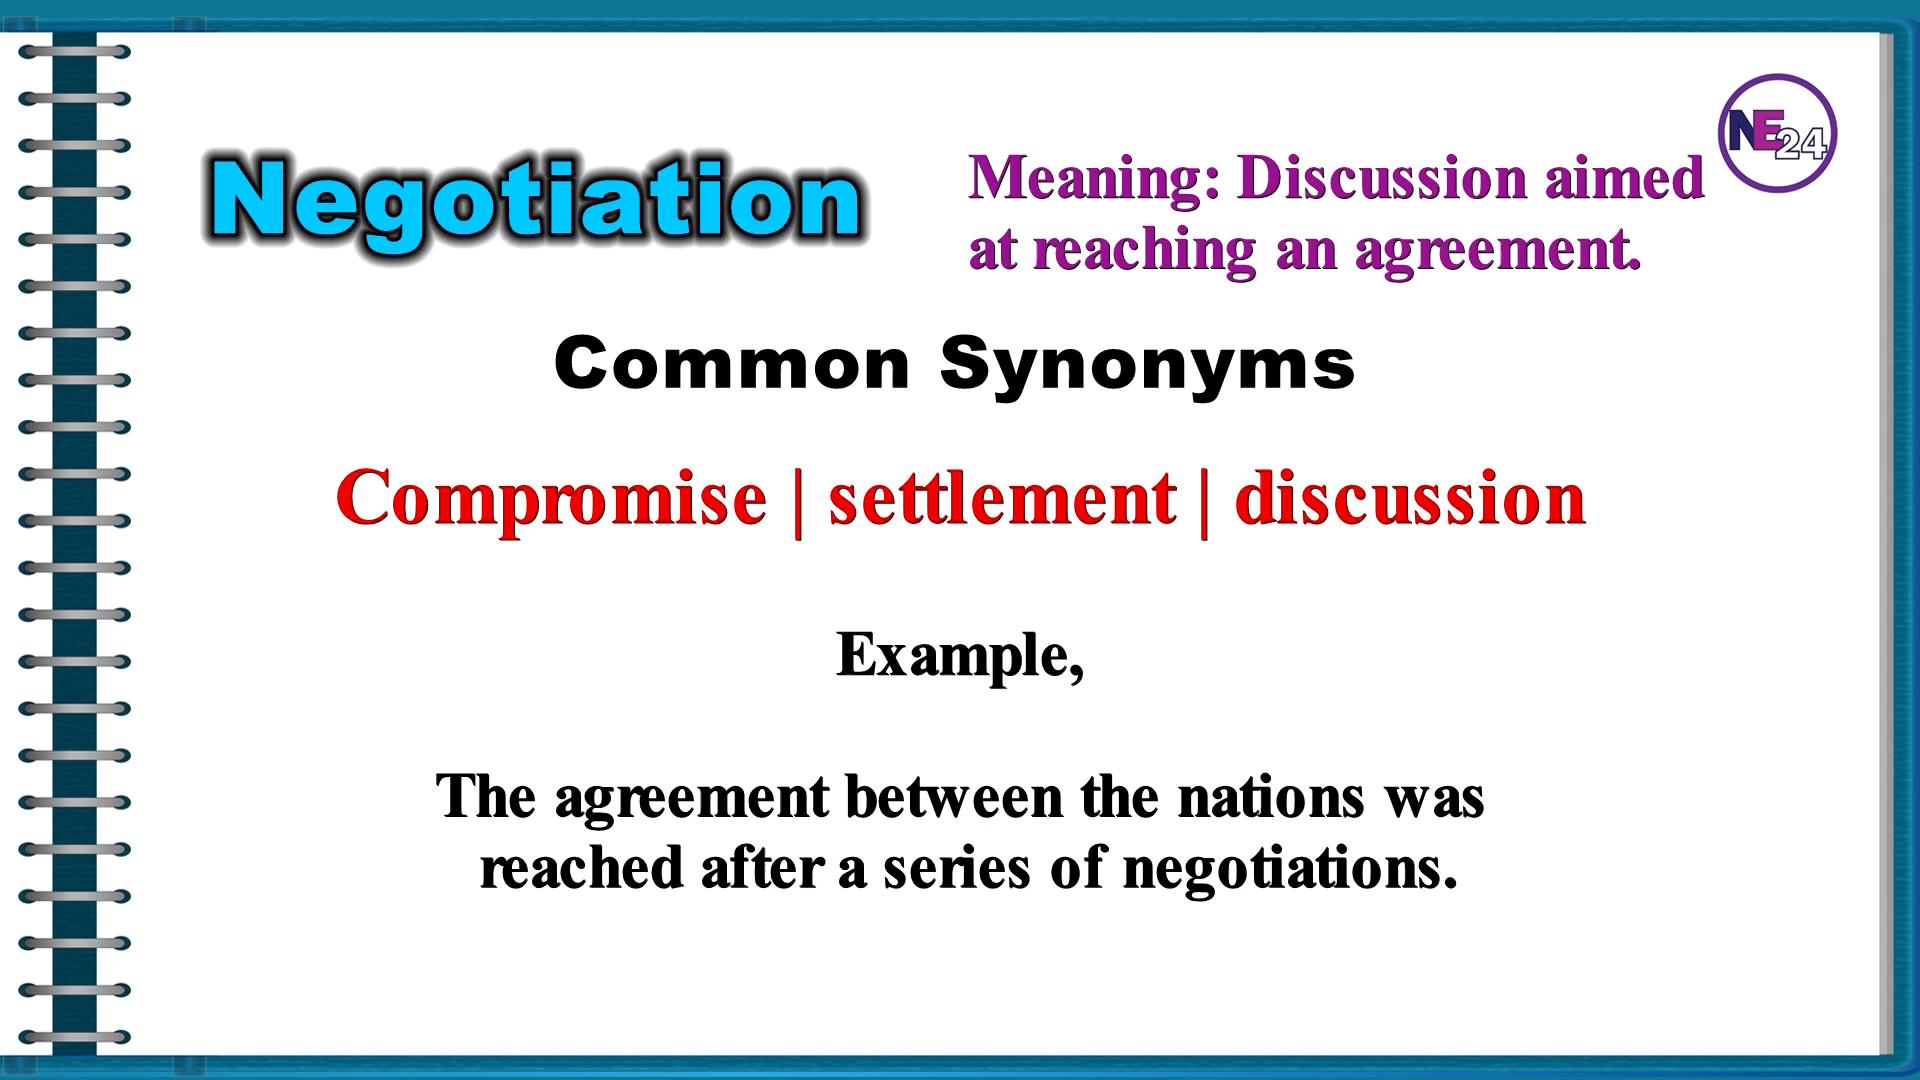 Negotiation
Meaning: Discussion aimed
at reaching an agreement.
NE24
Common Synonyms
Compromise | settlement | discussion
Example,
The agreement between the nations was
reached after a series of negotiations.